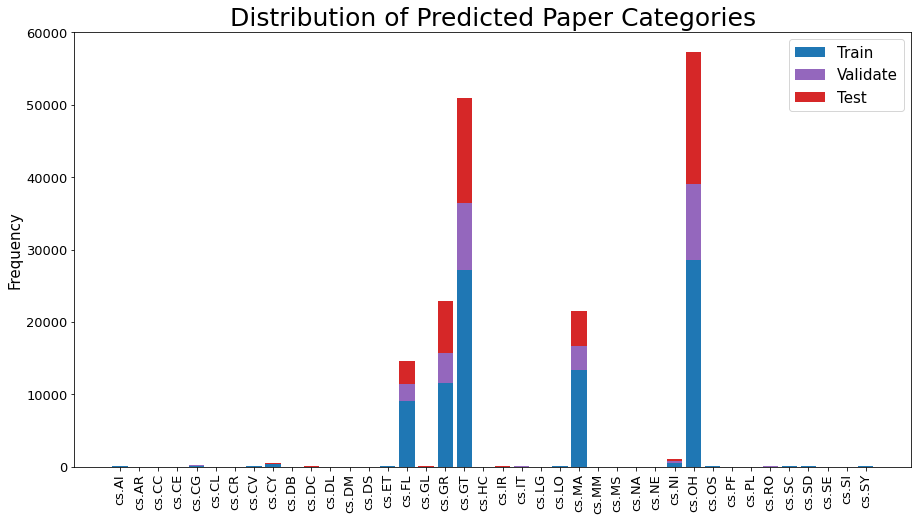 Distribution of Predicted Paper Categories
60000
50000
40000
30000
20000
10000
0
Frequency
Train
Validate
Test
cs.AI
cs.AR
cs.CC
cs.CE
cs.CG
cs.CL
cs.CR
cs.CV
cs.CY
cs.DB
cs.DC
cs.DL
cs.DM
cs.DS
cs.ET
cs.FL
cs.GL
cs.GR
cs.GT
cs.HC
cs.IR
cs.IT
cs.LG
cs.LO
cs.MA
cs.MM
cs.MS
cs.NA
cs.NE
cs.NI
cs.OH
cs.OS
cs.PF
cs.PL
cs.RO
cs.SC
cs.SD
cs.SE
cs.SI
cs.SY